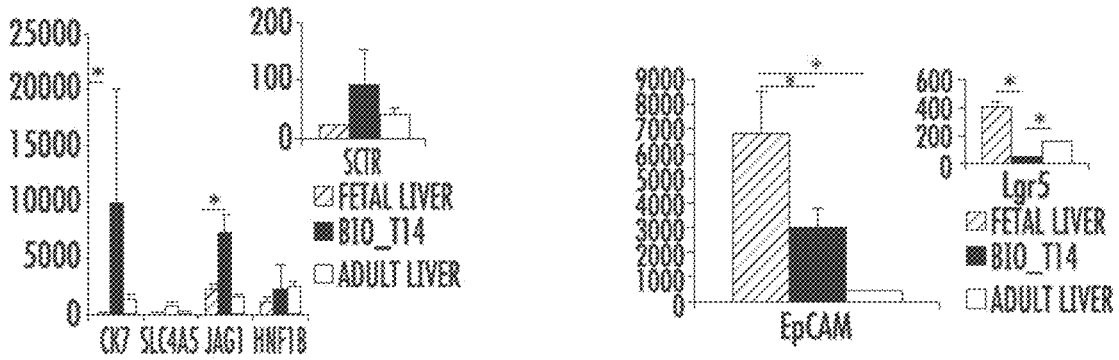 25000
20000
15000
10000
5000
0
*
*
CK7 SLC4A5 JAG1 HNF1B
200
100
0
SCTR
FETAL LIVER
BIO_T14
ADULT LIVER
9000
8000
7000
6000
5000
4000
3000
2000
1000
0
*
*
EpCAM
600
400
200
0
*
*
Lgr5
FETAL LIVER
BIO_T14
ADULT LIVER